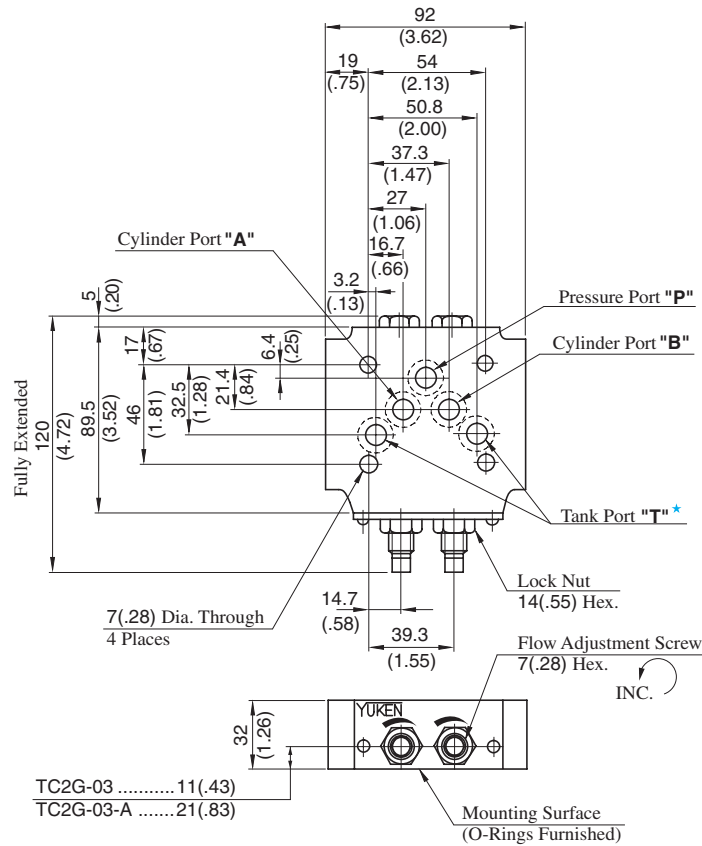 92
(3.62)
19
(.75)
54
(2.13)
50.8
(2.00)
37.3
(1.47)
27
(1.06)
Cylinder Port "A"
16.7
(.66)
3.2
(.13)
5
(.20)
Pressure Port "P"
Cylinder Port "B"
17
(.67)
6.4
(.25)
21.4
(.84)
32.5
(1.28)
46
(1.81)
89.5
(3.52)
Fully Extended
120
(4.72)
Tank Port "T"★
Lock Nut
14(.55) Hex.
7(.28) Dia. Through
4 Places
14.7
(.58)
39.3
(1.55)
Flow Adjustment Screw
7(.28) Hex.
INC.
YUKEN
32
(1.26)
TC2G-03 ...........11(.43)
TC2G-03-A .......21(.83)
Mounting Surface
(O-Rings Furnished)